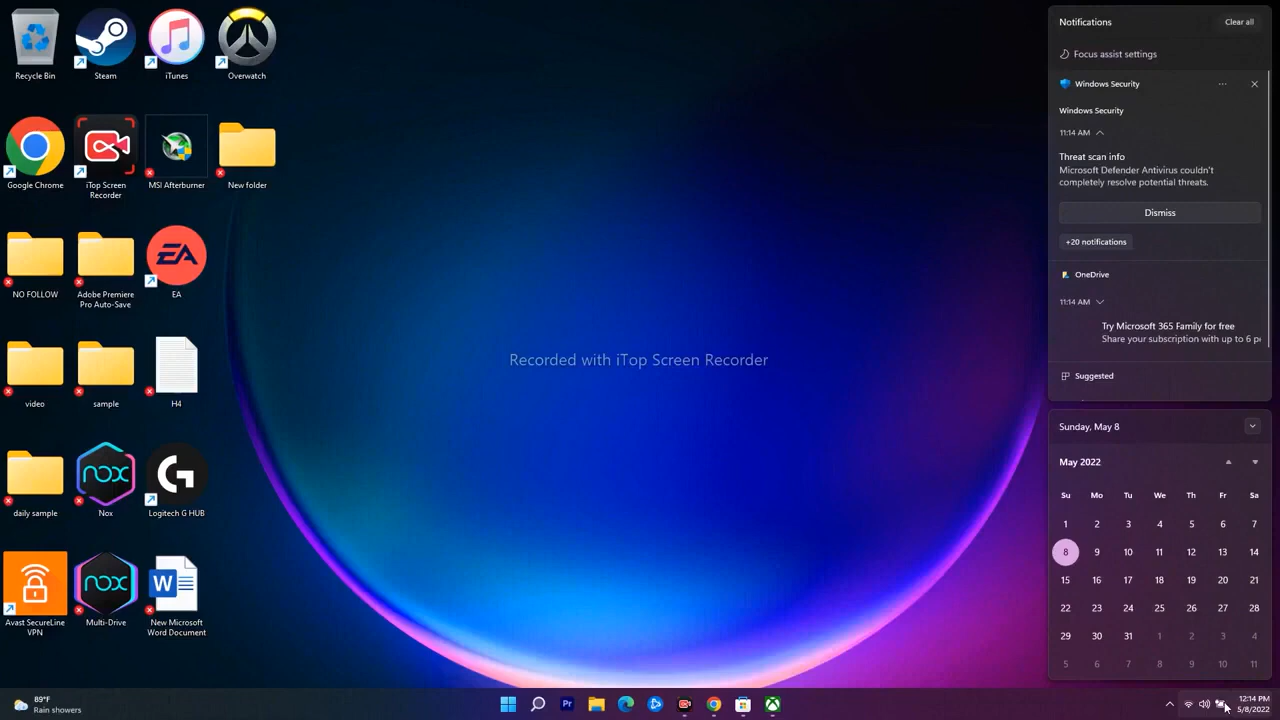 Recycle Bin
Steam
iTunes
Overwatch
Google Chrome
iTop Screen
Recorder
MSI Afterburner
New folder
NO FOLLOW
Adobe Premiere
Pro Auto-Save
EA
EA
video
sample
H4
nox
G
daily sample
Nox
Logitech G HUB
nox
W
Avast SecureLine
VPN
Multi-Drive
New Microsoft
Word Document
Recorded with iTop Screen Recorder
Notifications
Clear all
Focus assist settings
Windows Security
Windows Security
11:14 AM
Threat scan info
Microsoft Defender Antivirus couldn't
completely resolve potential threats.
Dismiss
+20 notifications
OneDrive
11:14 AM
Try Microsoft 365 Family for free
Share your subscription with up to 6 p
Suggested
Sunday, May 8
May 2022
Su Mo Tu We Th Fr Sa
1 2 3 4 5 6 7
8 9 10 11 12 13 14
15 16 17 18 19 20 21
22 23 24 25 26 27 28
29 30 31 1 2 3 4
5 6 7 8 9 10 11
89°F
Rain showers
Pr
12:14 PM
5/8/2022